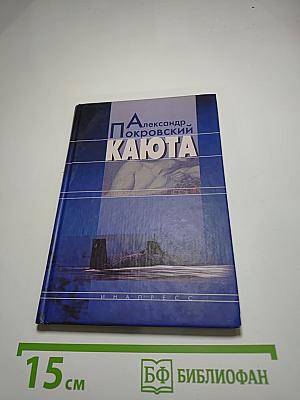 Александр
Покровский
КАЮТА
ИНАПРЕСС
15 см
БФ БИБЛИОФАН